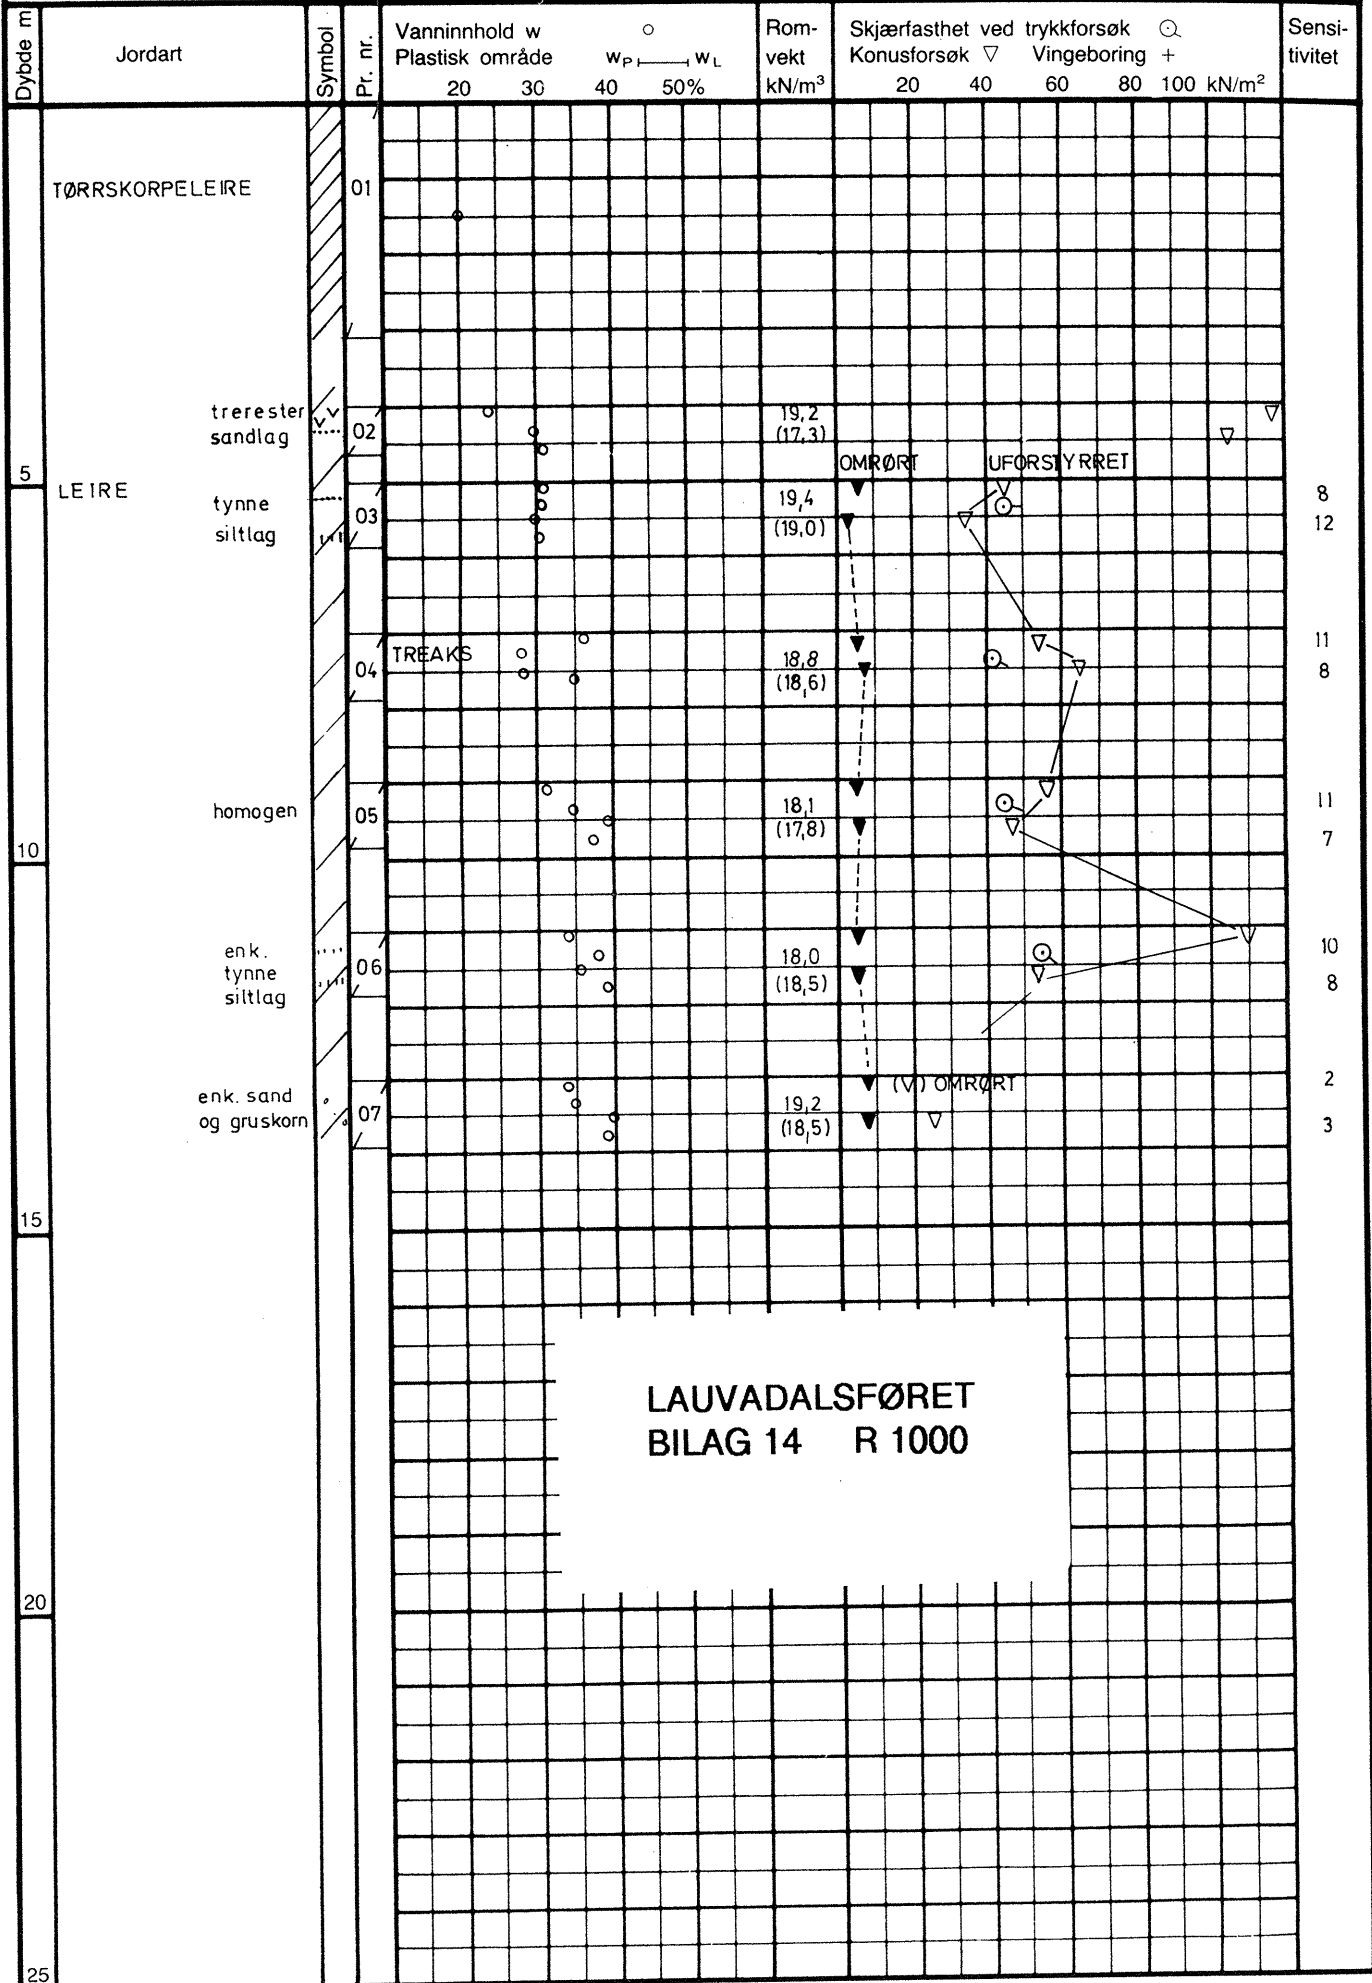 Dybde m
Jordart
Symbol
Pr. nr.
Vanninnhold w
Plastisk område wP wL
20 30 40 50%
Rom-
vekt
kN/m³
Skjærfasthet ved trykkforsøk
Konusforsøk ▽ Vingeboring +
20 40 60 80 100 kN/m²
Sensi-
tivitet
TØRRSKORPELEIRE 01
trerester 19,2
sandlag 02 (17,3)
OMRØRT UFORSTYRRET
5
LEIRE
tynne 03 19,4 8
siltlag (19,0) 12
11
TREAKS
04 18,8 8
(18,6)
homogen 05 18,1 11
(17,8) 7
10
enk. 18,0 10
tynne 06
siltlag (18,5) 8
(▽) OMRØRT 2
enk. sand 07 19,2
og gruskorn (18,5) 3
15
LAUVADALSFØRET
BILAG 14 R 1000
20
25